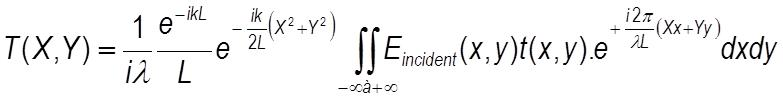 T(X,Y) = \frac{1}{i\lambda} \frac{e^{-ikL}}{L} e^{-\frac{ik}{2L}(X^2+Y^2)} \iint_{-\infty à +\infty} E_{incident}(x,y)t(x,y).e^{+\frac{i2\pi}{\lambda L}(Xx+Yy)}dxdy